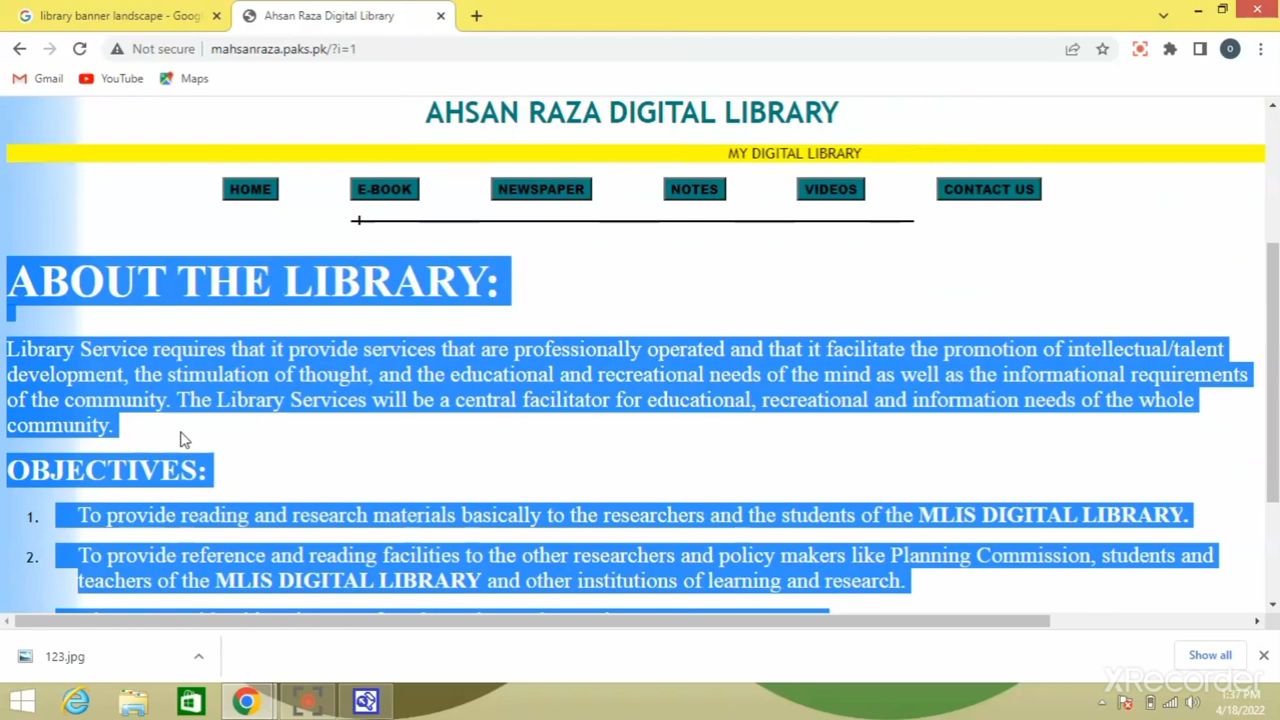 library banner landscape - Goog
Ahsan Raza Digital Library
Not secure
mahsanraza.paks.pk/?i=1
O
Gmail
YouTube
Maps
AHSAN RAZA DIGITAL LIBRARY
MY DIGITAL LIBRARY
HOME
E-BOOK
NEWSPAPER
NOTES
VIDEOS
CONTACT US
ABOUT THE LIBRARY:
Library Service requires that it provide services that are professionally operated and that it facilitate the promotion of intellectual/talent
development, the stimulation of thought, and the educational and recreational needs of the mind as well as the informational requirements
of the community. The Library Services will be a central facilitator for educational, recreational and information needs of the whole
community.
OBJECTIVES:
1. To provide reading and research materials basically to the researchers and the students of the MLIS DIGITAL LIBRARY.
2. To provide reference and reading facilities to the other researchers and policy makers like Planning Commission, students and
teachers of the MLIS DIGITAL LIBRARY and other institutions of learning and research.
123.jpg
Show all
XRecorder
1:37 PM
4/18/2022